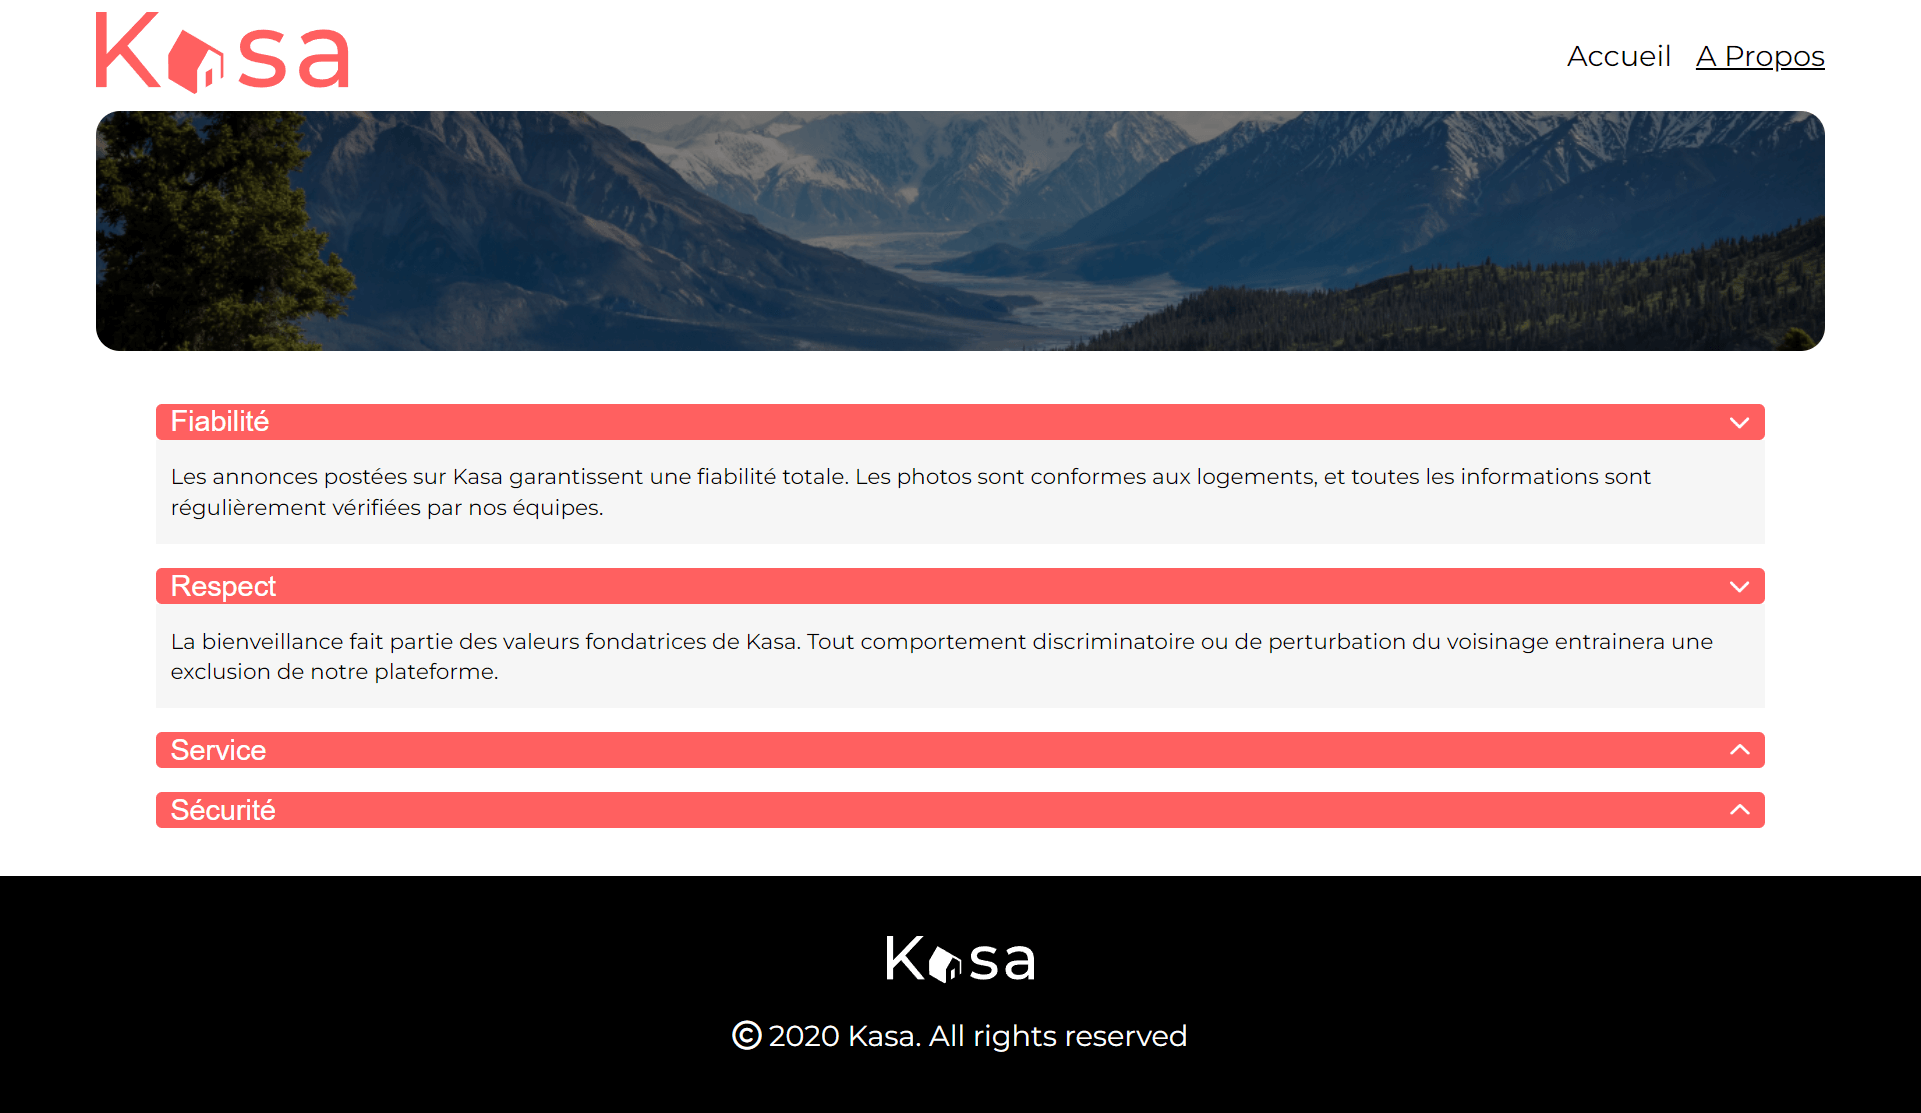 Kasa
Accueil A Propos
Fiabilité
Les annonces postées sur Kasa garantissent une fiabilité totale. Les photos sont conformes aux logements, et toutes les informations sont
régulièrement vérifiées par nos équipes.
Respect
La bienveillance fait partie des valeurs fondatrices de Kasa. Tout comportement discriminatoire ou de perturbation du voisinage entrainera une
exclusion de notre plateforme.
Service
Sécurité
Kasa
© 2020 Kasa. All rights reserved